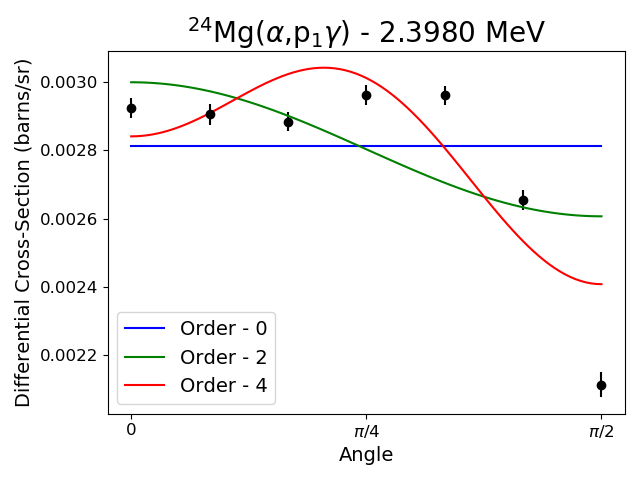 ²⁴Mg(α,p₁γ) - 2.3980 MeV
Differential Cross-Section (barns/sr)
0.0030
0.0028
0.0026
0.0024
0.0022
Order - 0
Order - 2
Order - 4
0
π/4
π/2
Angle